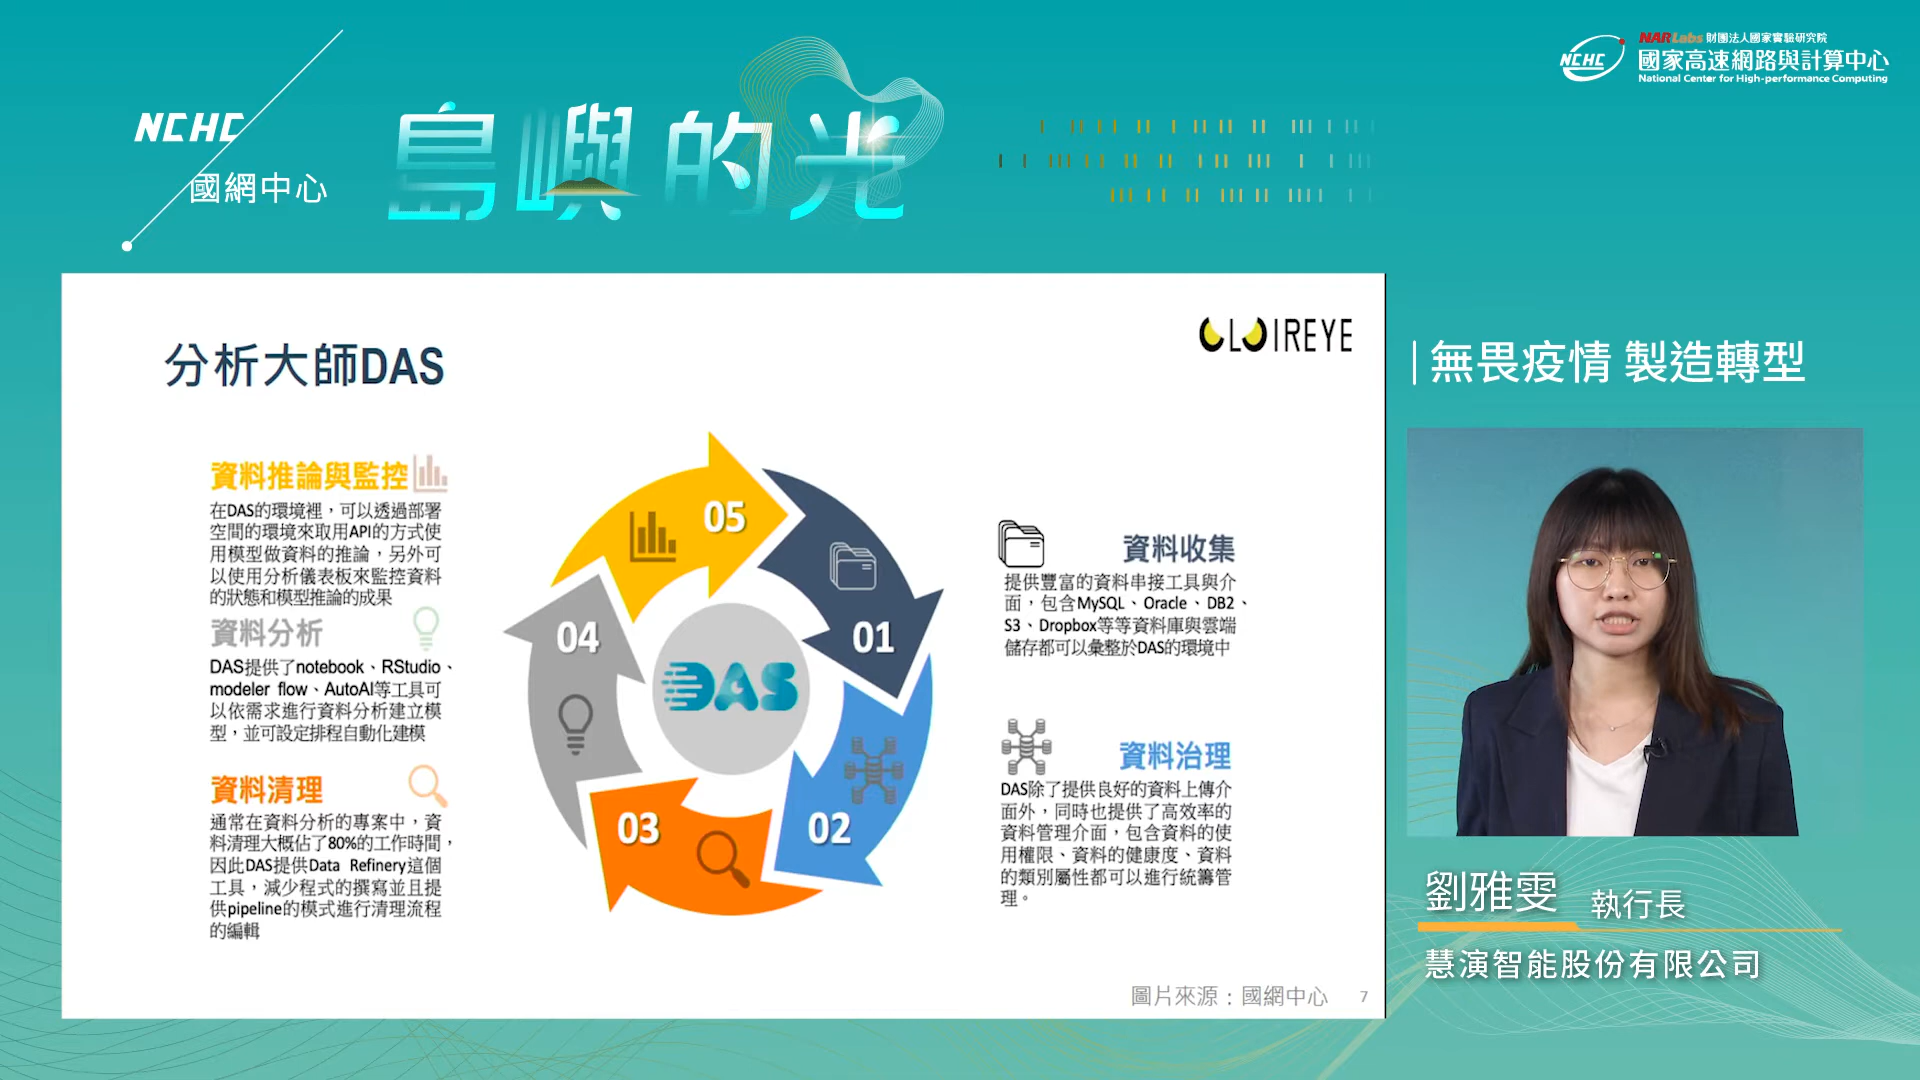 NCHC
國網中心
島嶼的光
NCHC
NARLabs 財團法人國家實驗研究院
國家高速網路與計算中心
National Center for High-performance Computing
CLOIREYE
分析大師DAS
資料推論與監控
在DAS的環境裡，可以透過部署
空間的環境來取用API的方式使
用模型做資料的推論，另外可
以使用分析儀表板來監控資料
的狀態和模型推論的成果
資料分析
DAS提供了notebook、RStudio、
modeler flow、AutoAI等工具可
以依需求進行資料分析建立模
型，並可設定排程自動化建模
資料清理
通常在資料分析的專案中，資
料清理大概佔了80%的工作時間，
因此DAS提供Data Refinery這個
工具，減少程式的撰寫並且提
供pipeline的模式進行清理流程
的編輯
05
04
01
DAS
03
02
資料收集
提供豐富的資料串接工具與介
面，包含MySQL、Oracle、DB2、
S3、Dropbox等等資料庫與雲端
儲存都可以彙整於DAS的環境中
資料治理
DAS除了提供良好的資料上傳介
面外，同時也提供了高效率的
資料管理介面，包含資料的使
用權限、資料的健康度、資料
的類別屬性都可以進行統籌管
理。
圖片來源：國網中心
7
無畏疫情 製造轉型
劉雅雯 執行長
慧演智能股份有限公司